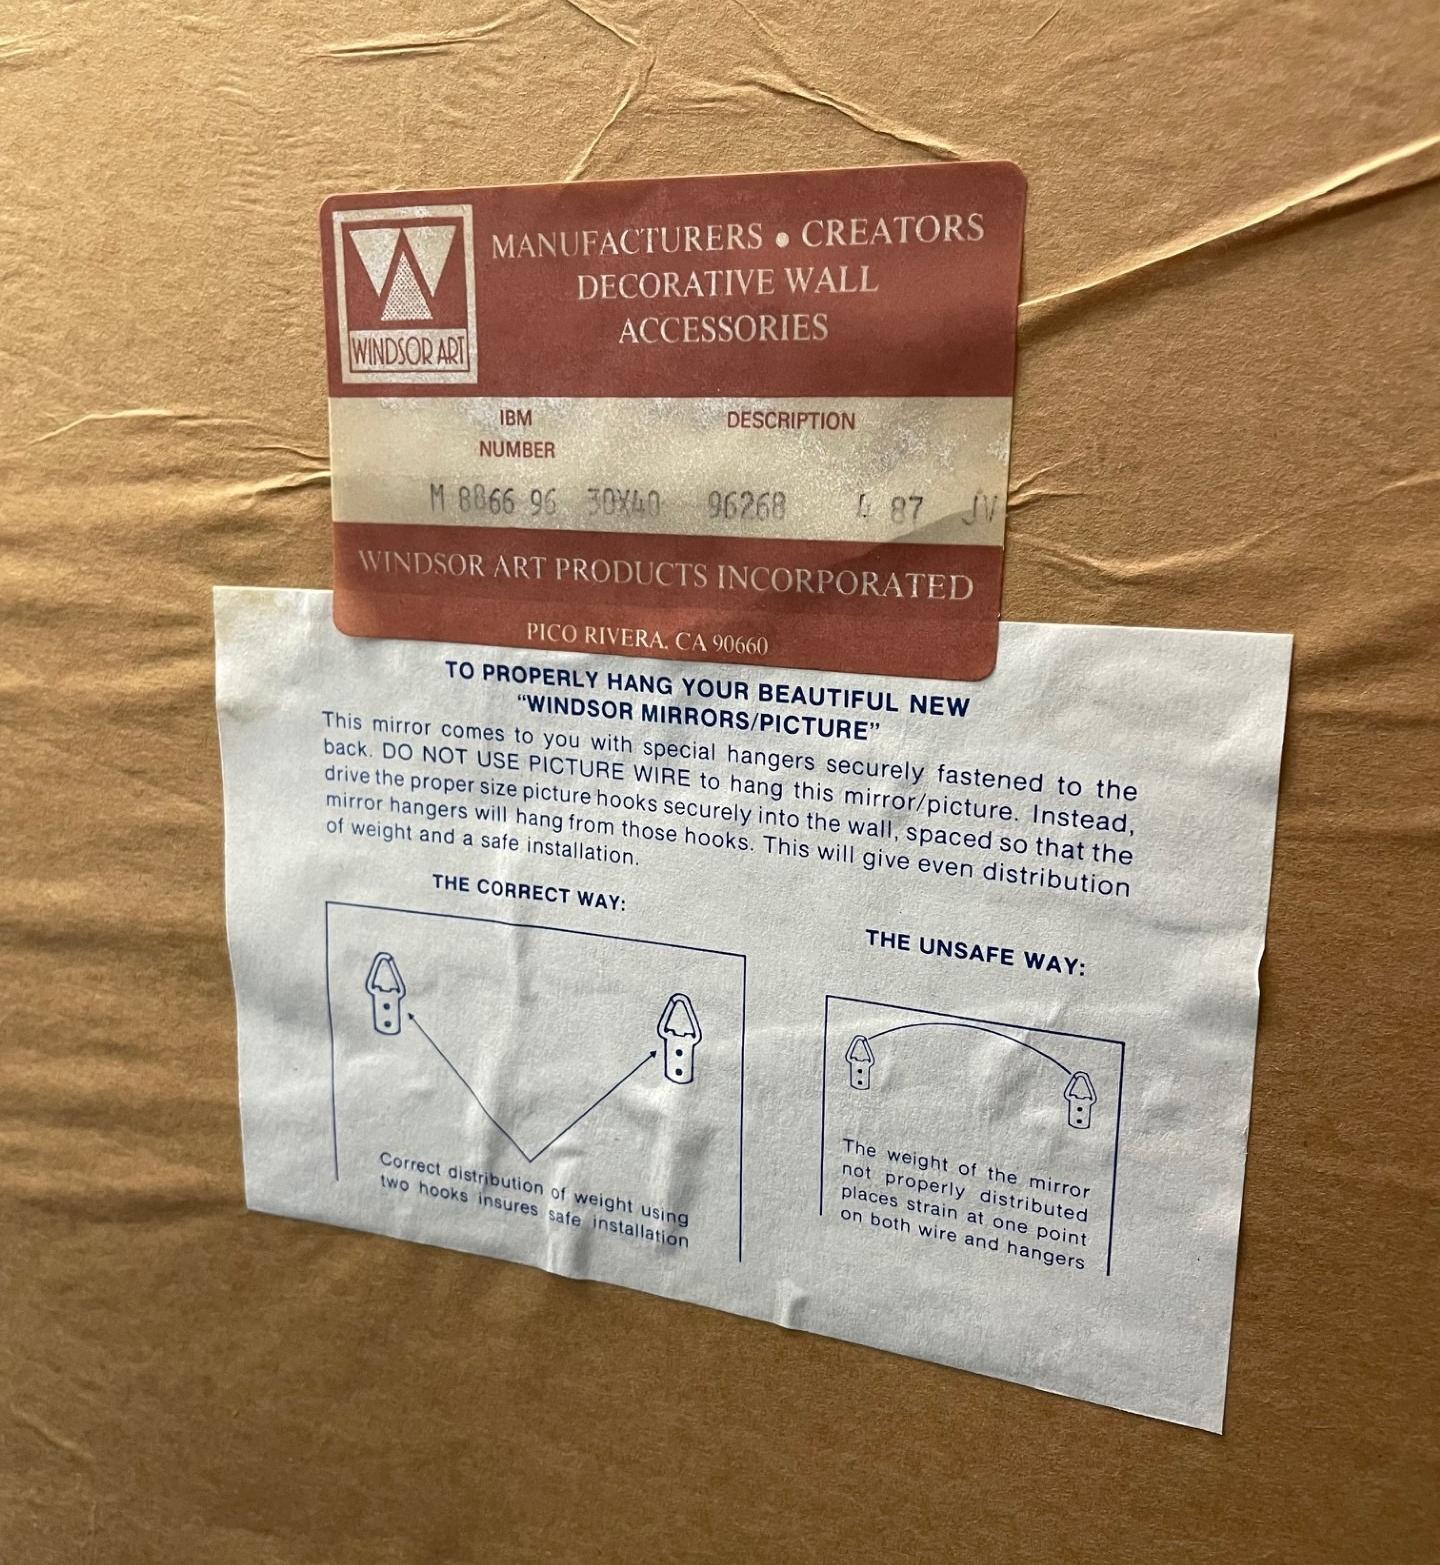 MANUFACTURERS • CREATORS
DECORATIVE WALL
ACCESSORIES
WINDSOR ART
IBM
NUMBER
DESCRIPTION
M 8866 96 30X40 96268 4 87 JV
WINDSOR ART PRODUCTS INCORPORATED
PICO RIVERA, CA 90660
TO PROPERLY HANG YOUR BEAUTIFUL NEW
“WINDSOR MIRRORS/PICTURE”
This mirror comes to you with special hangers securely fastened to the
back. DO NOT USE PICTURE WIRE to hang this mirror/picture. Instead,
drive the proper size picture hooks securely into the wall, spaced so that the
mirror hangers will hang from those hooks. This will give even distribution
of weight and a safe installation.
THE CORRECT WAY:
Correct distribution of weight using
two hooks insures safe installation
THE UNSAFE WAY:
The weight of the mirror
not properly distributed
places strain at one point
on both wire and hangers